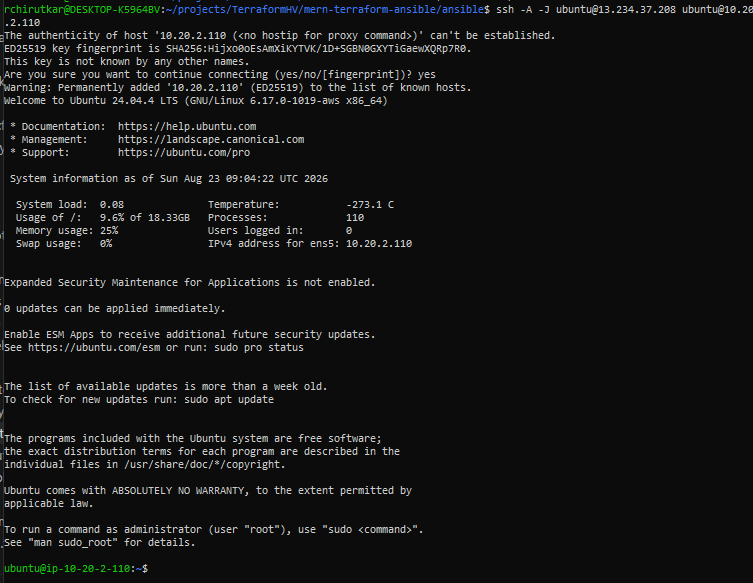 rchirutkar@DESKTOP-K5964BV:~/projects/TerraformHV/mern-terraform-ansible/ansible$ ssh -A -J ubuntu@13.234.37.208 ubuntu@10.20
.2.110
The authenticity of host '10.20.2.110 (<no hostip for proxy command>)' can't be established.
ED25519 key fingerprint is SHA256:Hijxo0oEsAmXiKYTVK/1D+SGBN0GXYTiGaewXQRp7R0.
This key is not known by any other names.
Are you sure you want to continue connecting (yes/no/[fingerprint])? yes
Warning: Permanently added '10.20.2.110' (ED25519) to the list of known hosts.
Welcome to Ubuntu 24.04.4 LTS (GNU/Linux 6.17.0-1019-aws x86_64)

 * Documentation:  https://help.ubuntu.com
 * Management:     https://landscape.canonical.com
 * Support:        https://ubuntu.com/pro

 System information as of Sun Aug 23 09:04:22 UTC 2026

  System load:  0.08               Temperature:           -273.1 C
  Usage of /:   9.6% of 18.33GB    Processes:             110
  Memory usage: 25%                Users logged in:       0
  Swap usage:   0%                 IPv4 address for ens5: 10.20.2.110

Expanded Security Maintenance for Applications is not enabled.

0 updates can be applied immediately.

Enable ESM Apps to receive additional future security updates.
See https://ubuntu.com/esm or run: sudo pro status

The list of available updates is more than a week old.
To check for new updates run: sudo apt update

The programs included with the Ubuntu system are free software;
the exact distribution terms for each program are described in the
individual files in /usr/share/doc/*/copyright.

Ubuntu comes with ABSOLUTELY NO WARRANTY, to the extent permitted by
applicable law.

To run a command as administrator (user "root"), use "sudo <command>".
See "man sudo_root" for details.

ubuntu@ip-10-20-2-110:~$